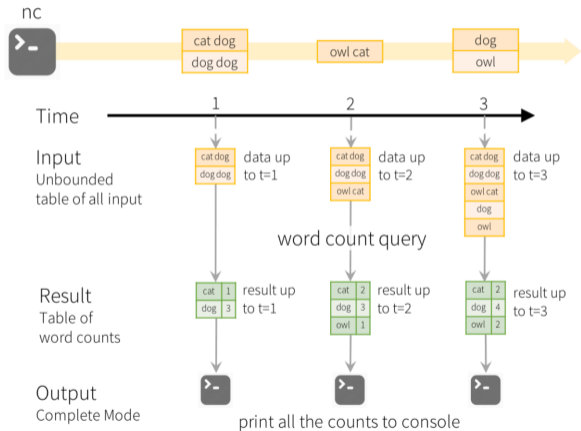 nc
cat dog
dog dog
owl cat
dog
owl
Time
1
2
3
Input
Unbounded
table of all input
cat dog
dog dog
data up
to t=1
cat dog
dog dog
owl cat
data up
to t=2
cat dog
dog dog
owl cat
dog
owl
data up
to t=3
word count query
Result
Table of
word counts
cat 1
dog 3
result up
to t=1
cat 2
dog 3
owl 1
result up
to t=2
cat 2
dog 4
owl 2
result up
to t=3
Output
Complete Mode
print all the counts to console